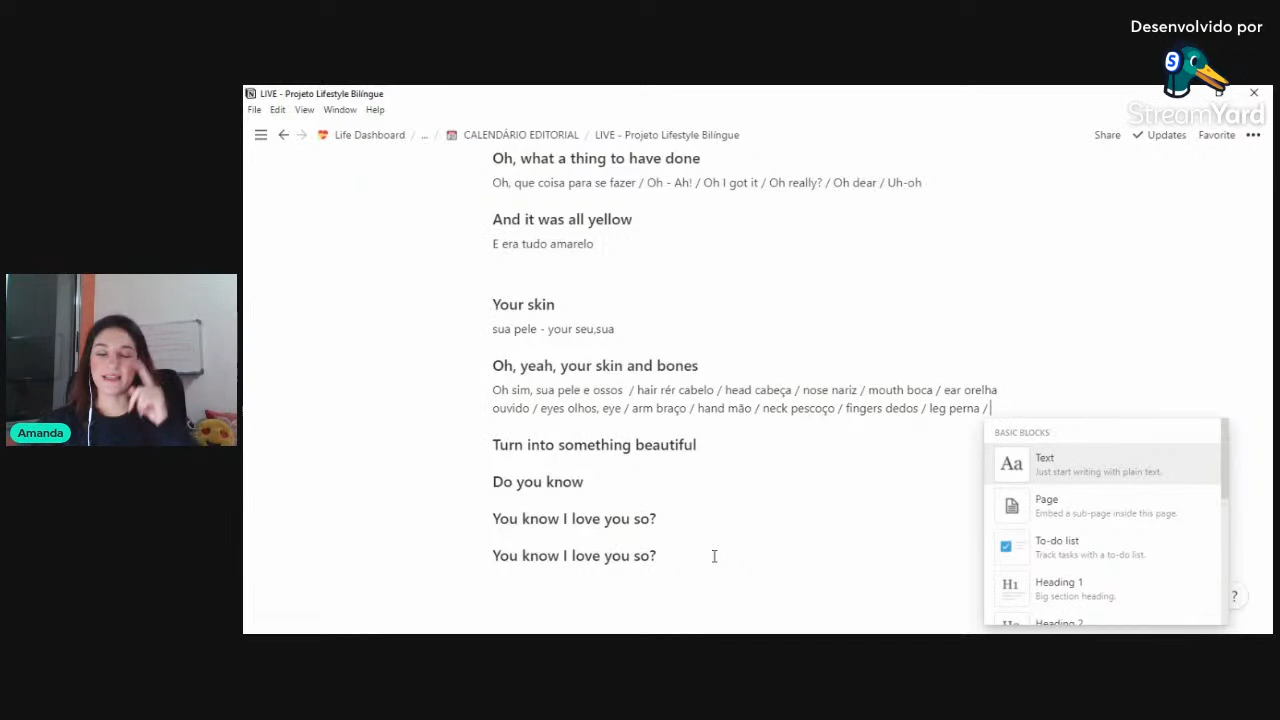 Desenvolvido por
S
StreamYard
LIVE - Projeto Lifestyle Bilíngue
File Edit View Window Help
Life Dashboard / ... / CALENDÁRIO EDITORIAL / LIVE - Projeto Lifestyle Bilíngue
Share Updates Favorite •••
Oh, what a thing to have done
Oh, que coisa para se fazer / Oh - Ah! / Oh I got it / Oh really? / Oh dear / Uh-oh
And it was all yellow
E era tudo amarelo
Your skin
sua pele - your seu,sua
Oh, yeah, your skin and bones
Oh sim, sua pele e ossos / hair rér cabelo / head cabeça / nose nariz / mouth boca / ear orelha
ouvido / eyes olhos, eye / arm braço / hand mão / neck pescoço / fingers dedos / leg perna /
Turn into something beautiful
Do you know
You know I love you so?
You know I love you so?
BASIC BLOCKS
Aa
Text
Just start writing with plain text.
Page
Embed a sub-page inside this page.
To-do list
Track tasks with a to-do list.
H1
Heading 1
Big section heading.
Heading 2
?
Amanda